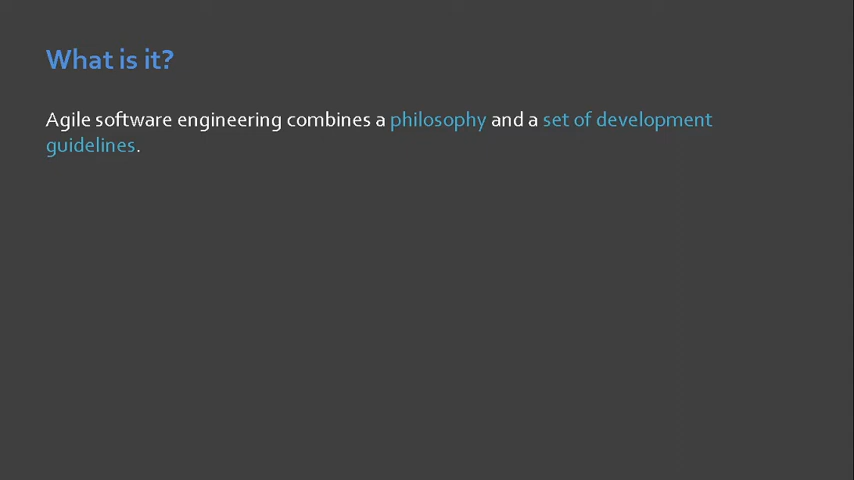 What is it?
Agile software engineering combines a philosophy and a set of development
guidelines.